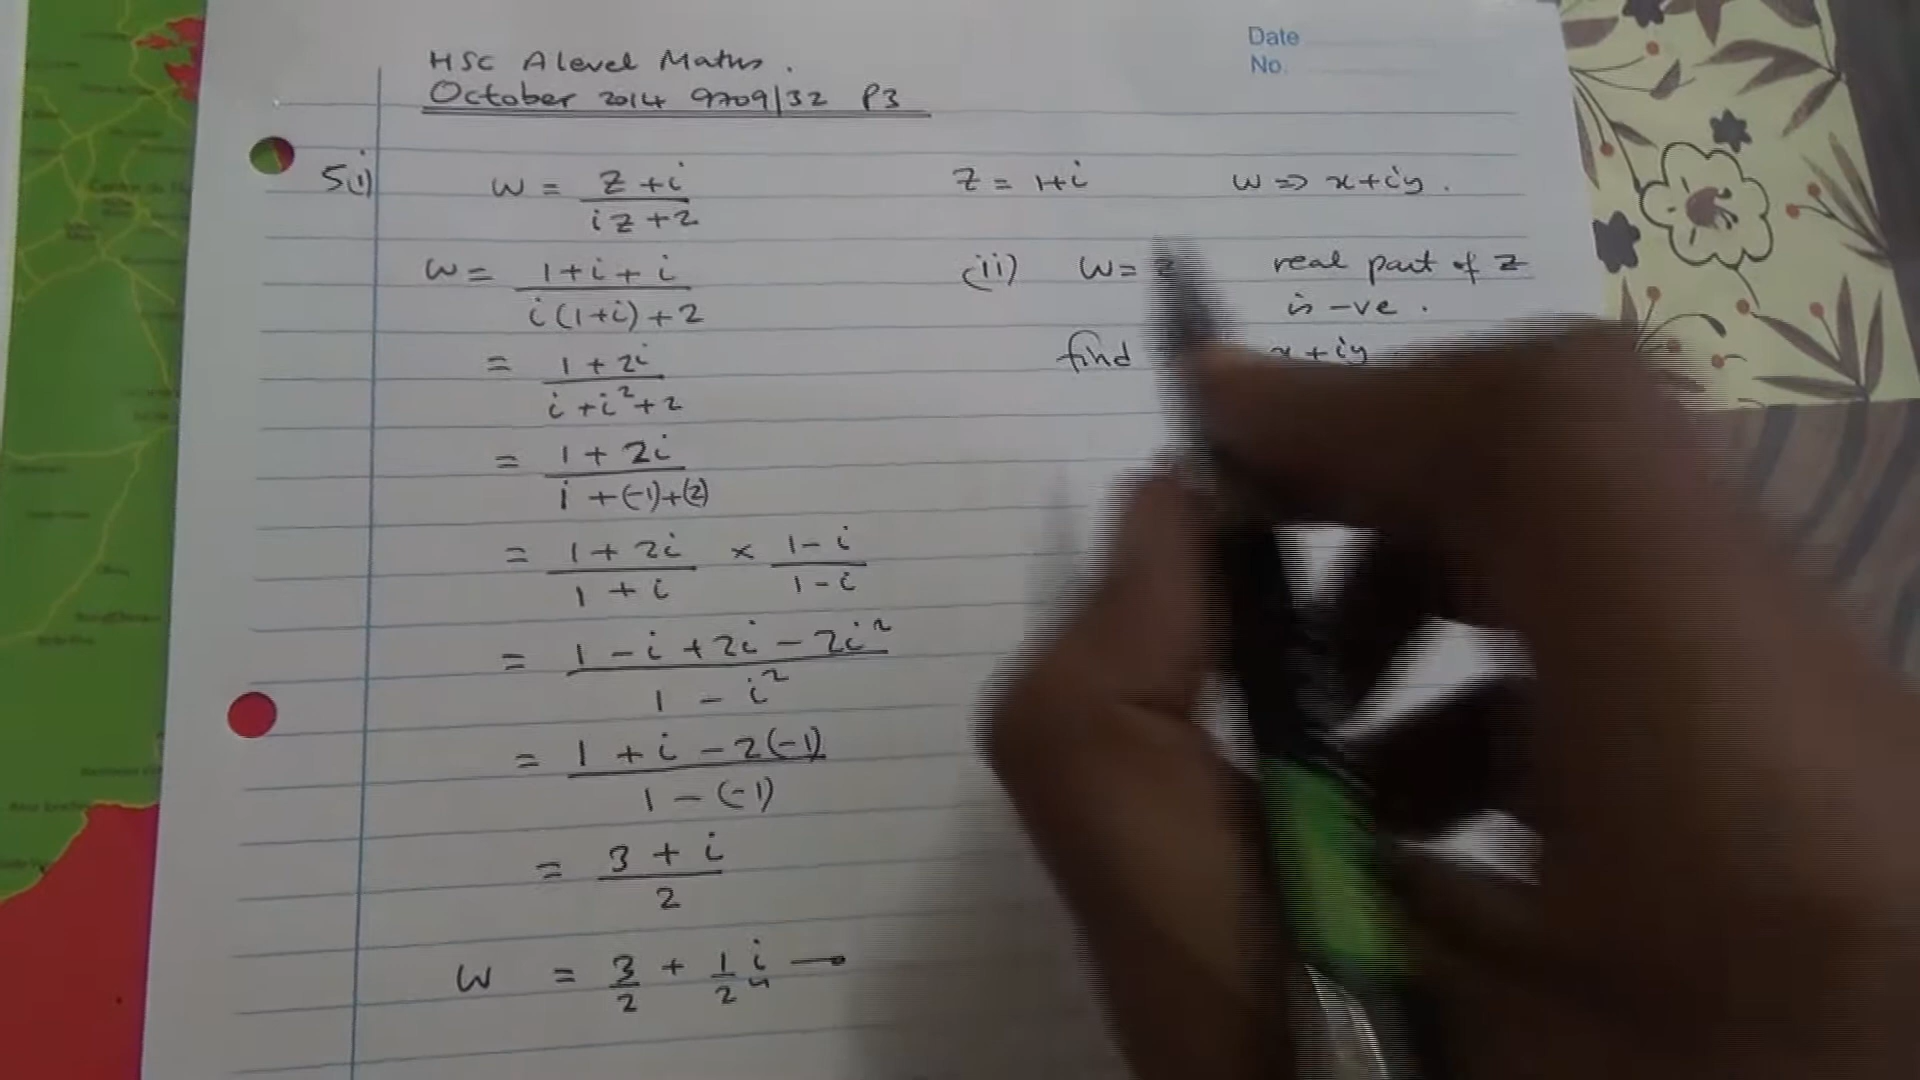 Date
No.
HSC A level Maths.
October 2014 9709/32 P3
5(i) w = z+i / iz+2
z = 1+i w => x+iy.
w = 1+i+i / i(1+i)+2
= 1+2i / i+i²+2
= 1+2i / i+(-1)+(2)
= 1+2i / 1+i × 1-i / 1-i
= 1-i+2i-2i² / 1-i²
= 1+i-2(-1) / 1-(-1)
= 3+i / 2
w = 3/2 + 1/2 i
(ii) w = z real part of z
is -ve.
find x+iy